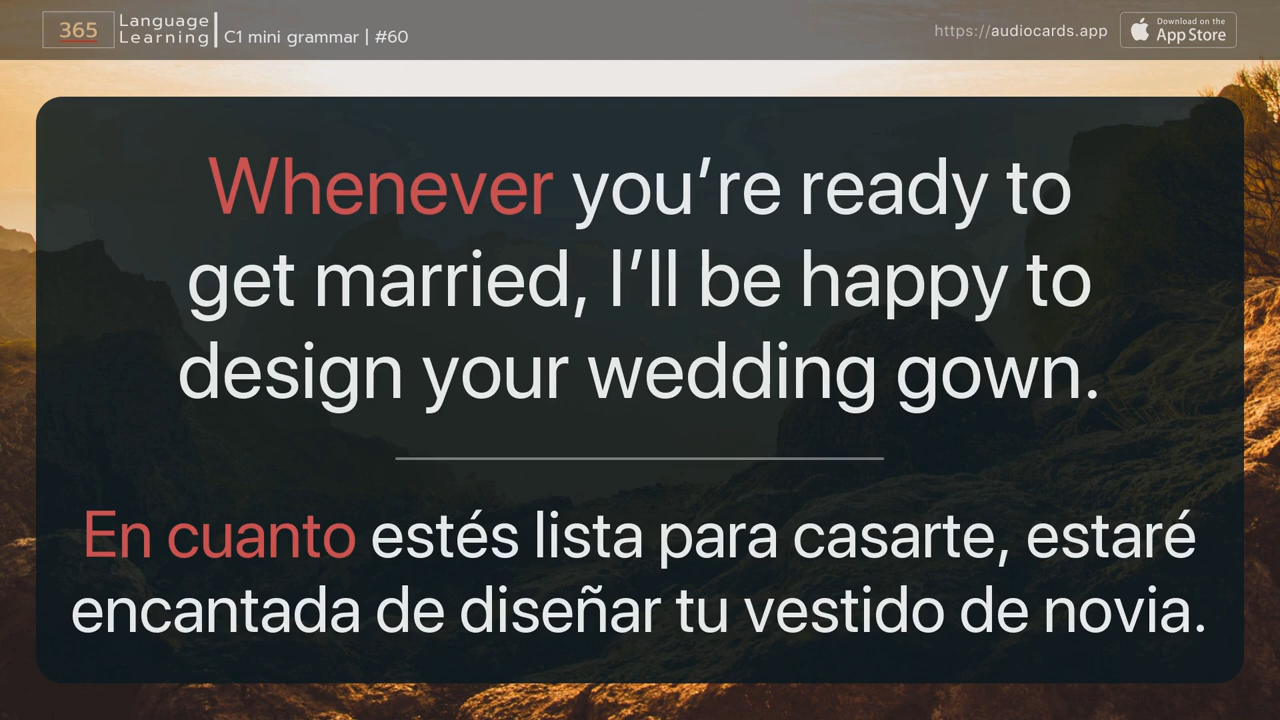 365
Language
Learning
C1 mini grammar | #60
https://audiocards.app
Download on the
App Store
Whenever you’re ready to
get married, I’ll be happy to
design your wedding gown.
En cuanto estés lista para casarte, estaré
encantada de diseñar tu vestido de novia.